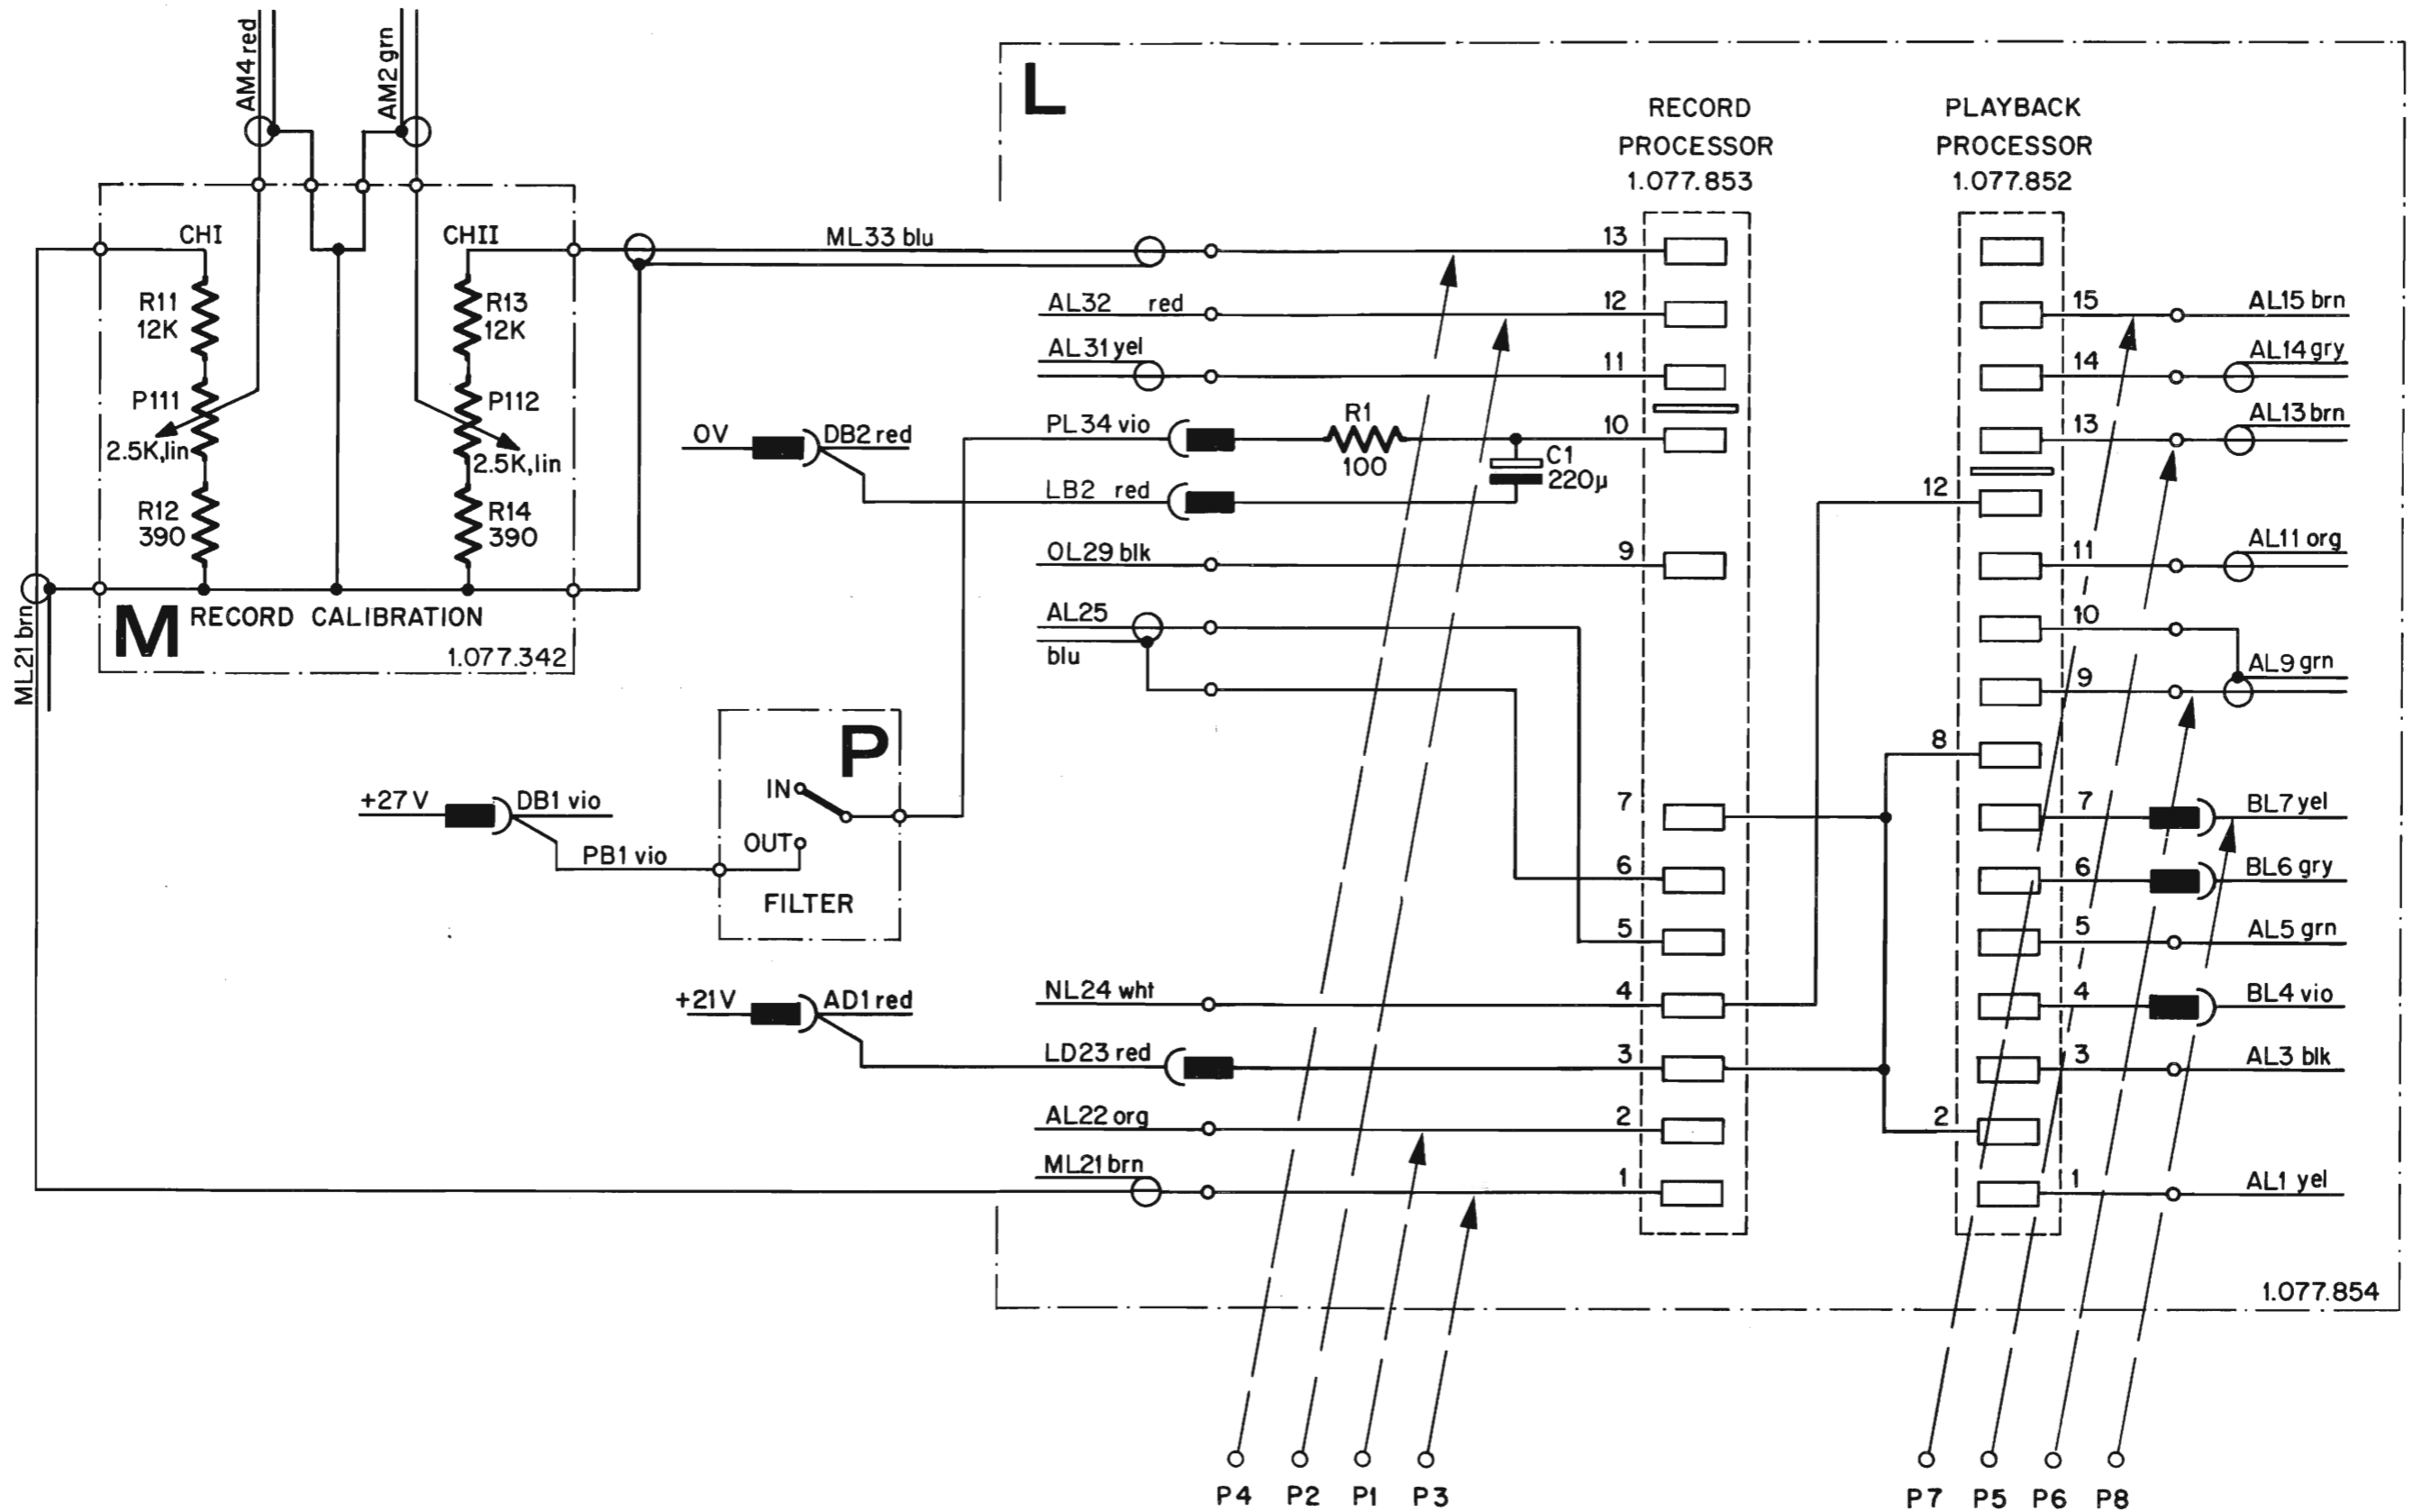 AM4 red
AM2 grn
L
RECORD
PROCESSOR
1.077.853
PLAYBACK
PROCESSOR
1.077.852
CHI
CHII
R11
12K
R13
12K
P111
2.5K,lin
P112
2.5K,lin
R12
390
R14
390
M
RECORD CALIBRATION
1.077.342
ML21 brn
ML33 blu
AL32 red
AL31 yel
PL34 vio
OV
DB2 red
LB2 red
R1
100
C1
220µ
OL29 blk
AL25
blu
P
IN
OUT
FILTER
+27V
DB1 vio
PB1 vio
+21V
AD1 red
NL24 wht
LD23 red
AL22 org
ML21 brn
13
12
11
10
9
7
6
5
4
3
2
1
15
14
13
12
11
10
9
8
7
6
5
4
3
2
1
AL15 brn
AL14 gry
AL13 brn
AL11 org
AL9 grn
BL7 yel
BL6 gry
AL5 grn
BL4 vio
AL3 blk
AL1 yel
1.077.854
P4
P2
P1
P3
P7
P5
P6
P8